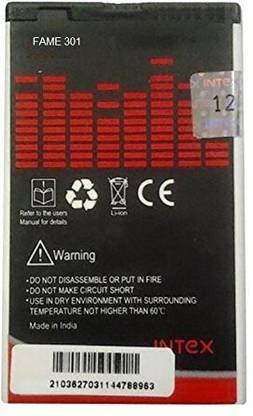 FAME 301
INTEX
12
Refer to the users
Manual for details
Li-ion
CE
Warning
•DO NOT DISASSEMBLE OR PUT IN FIRE
•DO NOT MAKE CIRCUIT SHORT
•USE IN DRY ENVIRONMENT WITH SURROUNDING
TEMPERATURE NOT HIGHER THAN 60℃
Made in India
INTEX
2103627031144788963